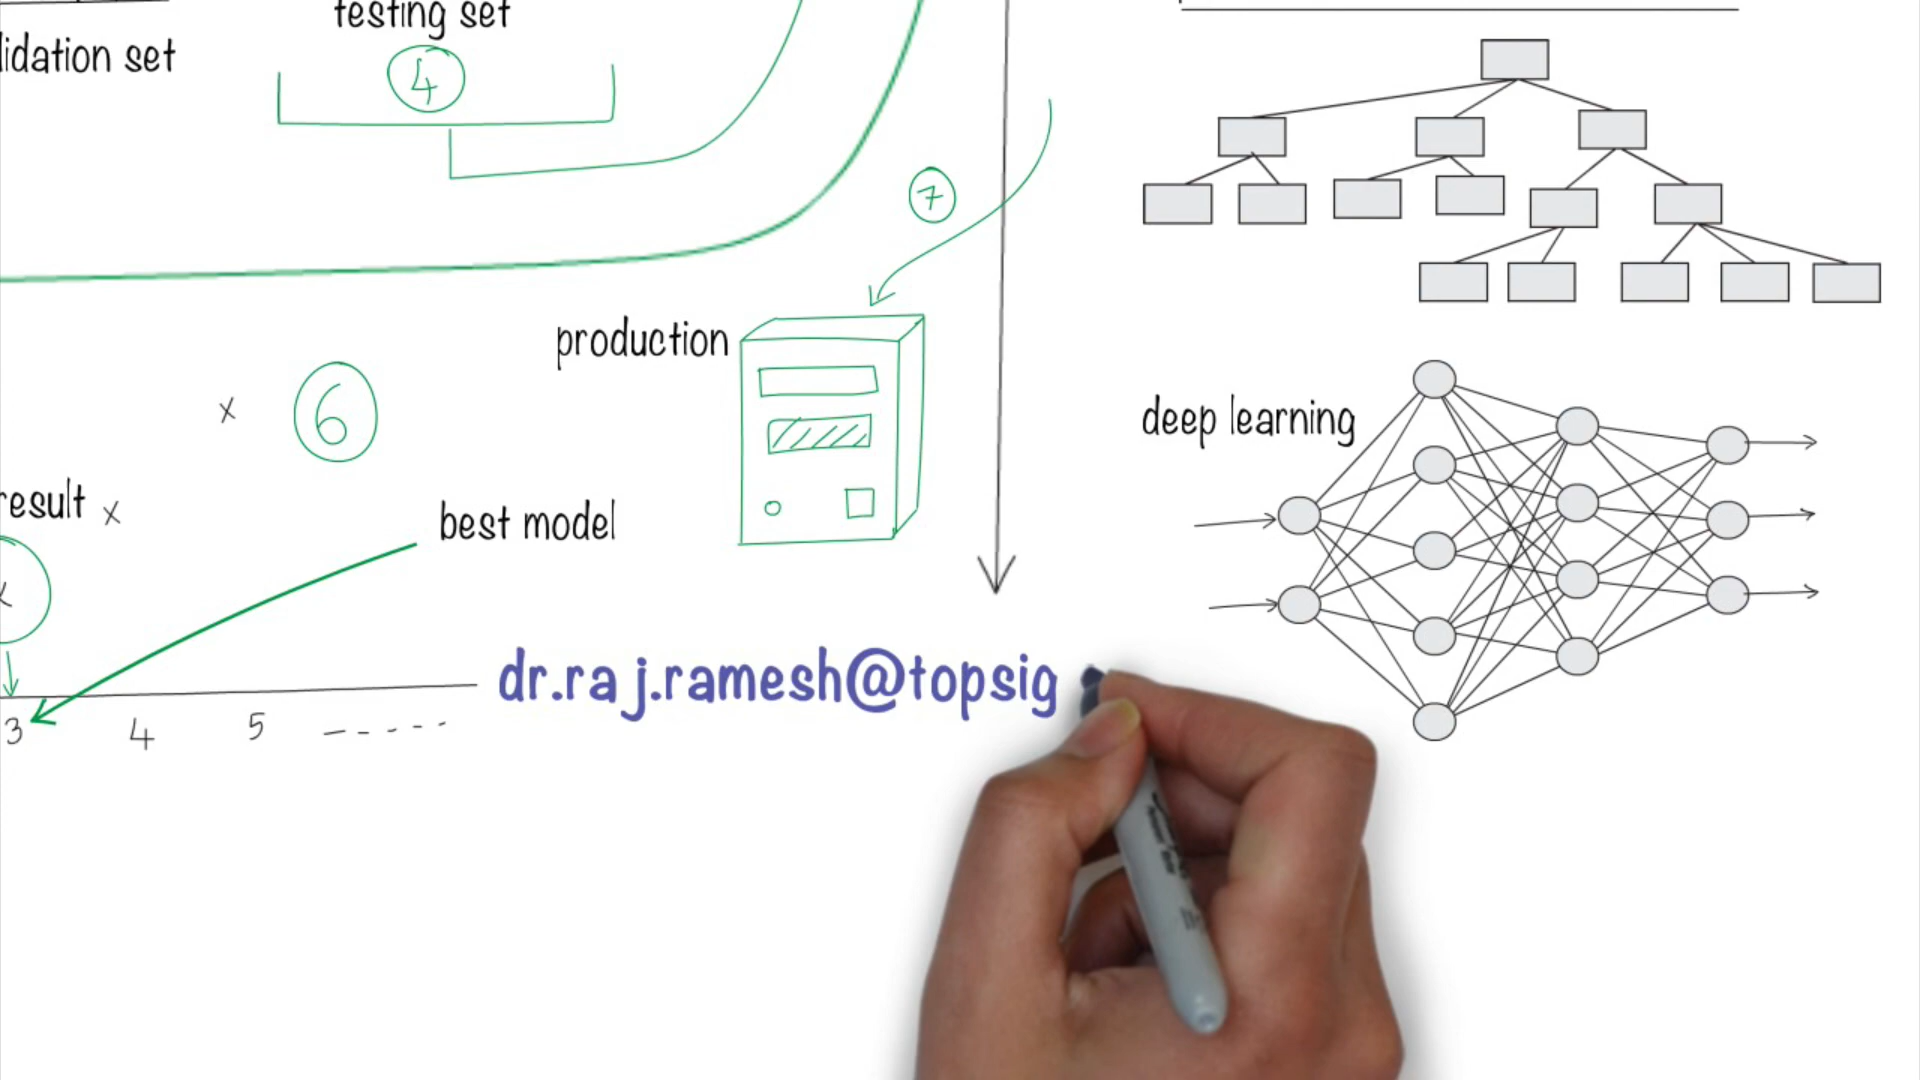 testing set
lidation set
4
7
production
6
x
deep learning
result x
best model
x
dr.raj.ramesh@topsig
3 4 5 -----